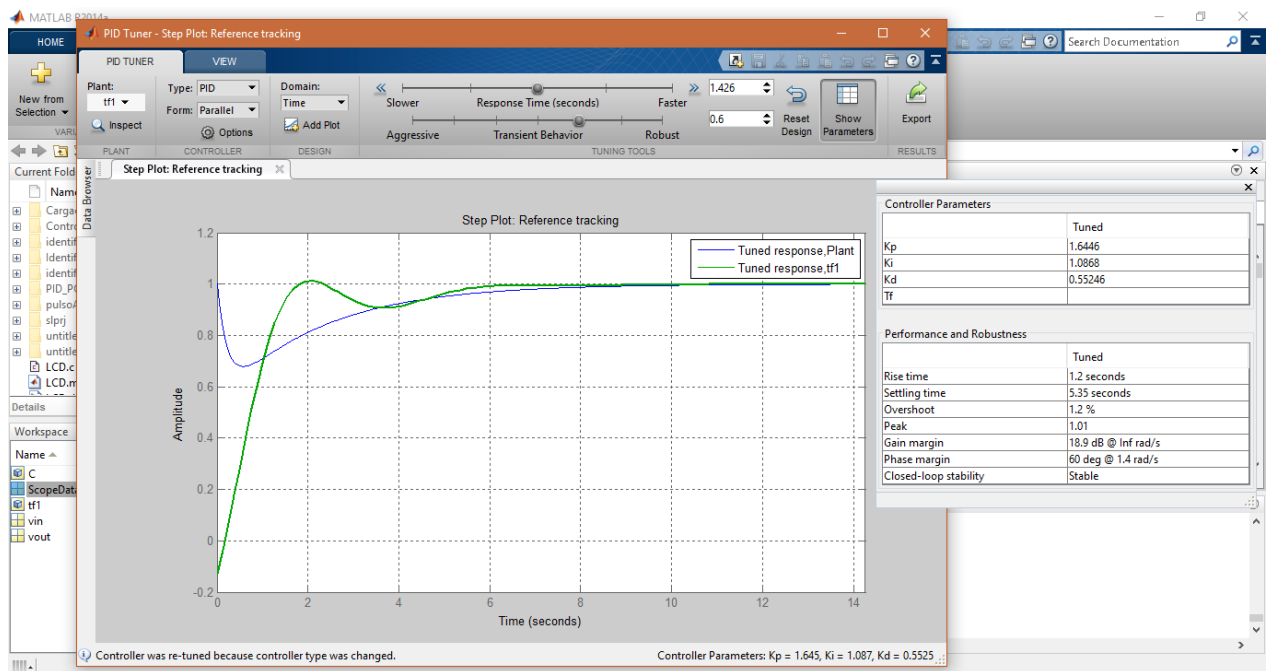 MATLAB R2014a
HOME
Search Documentation
New from
Selection
VARI
Current Fold
Name
Carga
Contro
identif
Identif
identif
PID_PO
pulsoA
slprj
untitle
untitle
LCD.c
LCD.m
Details
Workspace
Name
C
ScopeData
tf1
vin
vout
PID Tuner - Step Plot: Reference tracking
PID TUNER VIEW
Plant: Type: PID Domain: 1.426
tf1 Form: Parallel Time Slower Response Time (seconds) Faster
Inspect Options Add Plot 0.6 Reset Design Show Parameters Export
Aggressive Transient Behavior Robust
PLANT CONTROLLER DESIGN TUNING TOOLS RESULTS
Data Browser
Step Plot: Reference tracking
Step Plot: Reference tracking
Tuned response,Plant
Tuned response,tf1
Amplitude
1.2
1
0.8
0.6
0.4
0.2
0
-0.2
0 2 4 6 8 10 12 14
Time (seconds)
Controller was re-tuned because controller type was changed. Controller Parameters: Kp = 1.645, Ki = 1.087, Kd = 0.5525
Controller Parameters
Tuned
Kp 1.6446
Ki 1.0868
Kd 0.55246
Tf
Performance and Robustness
Tuned
Rise time 1.2 seconds
Settling time 5.35 seconds
Overshoot 1.2 %
Peak 1.01
Gain margin 18.9 dB @ Inf rad/s
Phase margin 60 deg @ 1.4 rad/s
Closed-loop stability Stable